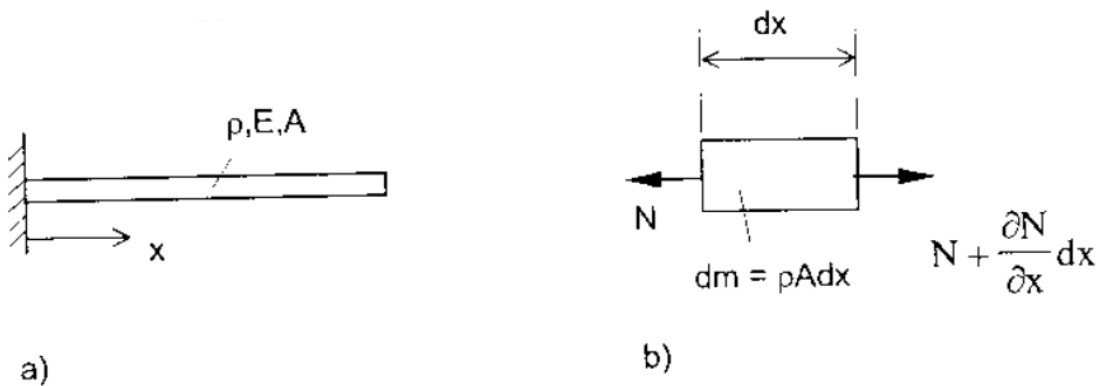 ρ,E,A
x
a)
dx
N
N + ∂N/∂x dx
dm = ρAdx
b)